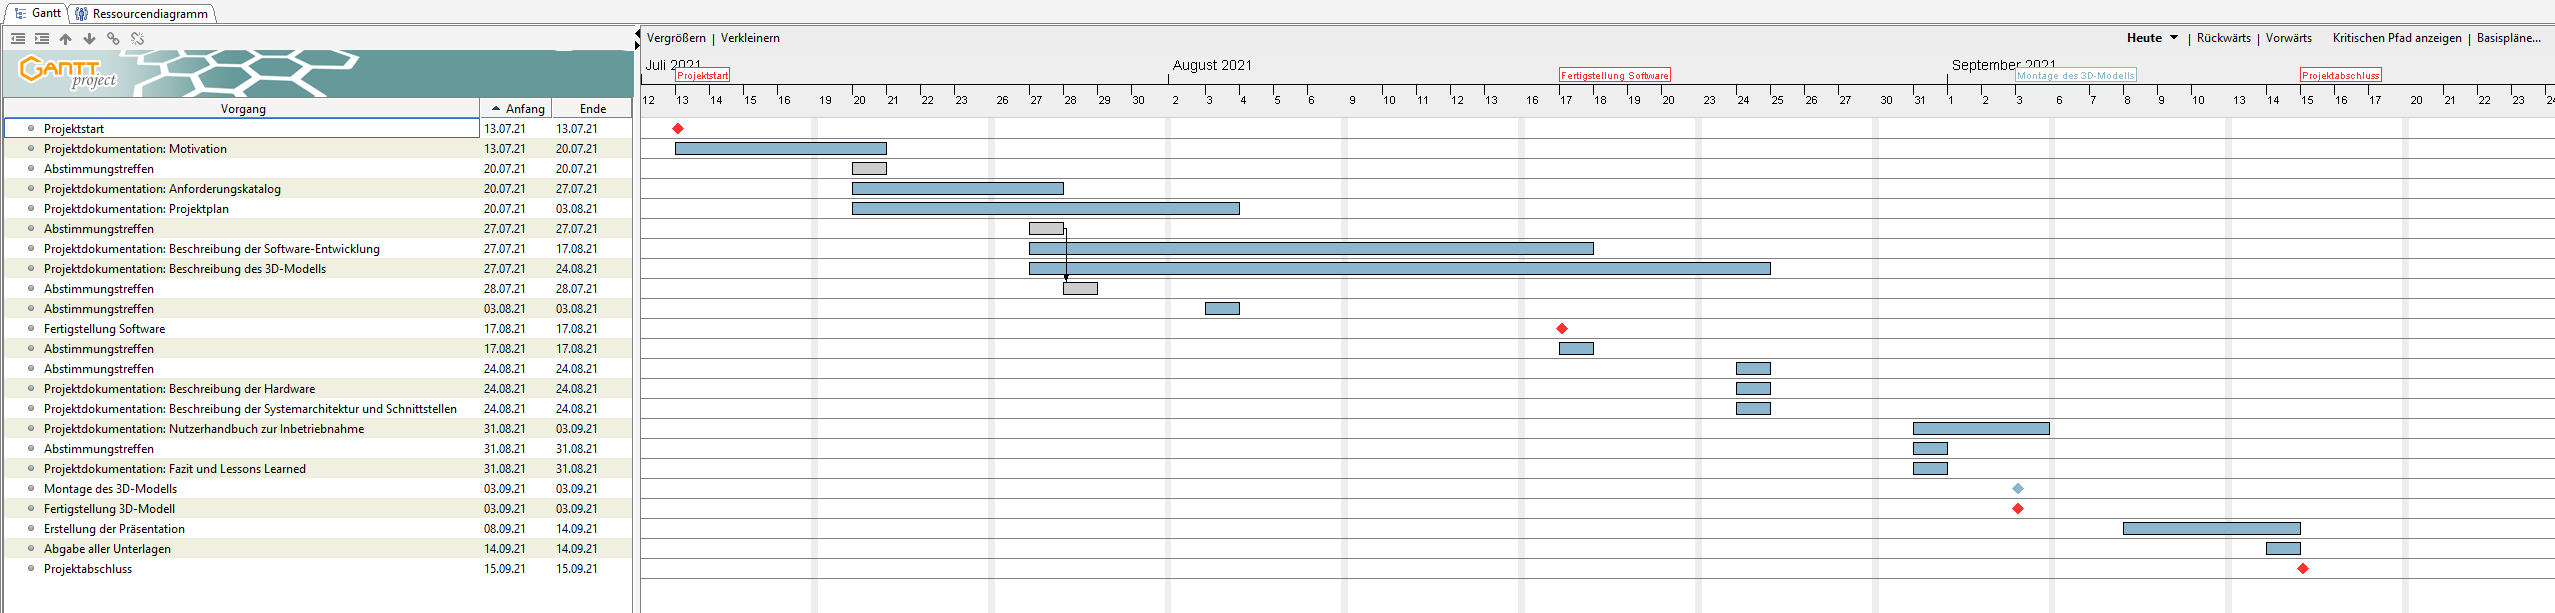 Gantt Ressourcendiagramm
Vergrößern | Verkleinern Heute | Rückwärts | Vorwärts Kritischen Pfad anzeigen | Basispläne...
GANTT project
Juli 2021 August 2021 September 2021
Projektstart Fertigstellung Software Montage des 3D-Modells Projektabschluss
12 13 14 15 16 19 20 21 22 23 26 27 28 29 30 2 3 4 5 6 9 10 11 12 13 16 17 18 19 20 23 24 25 26 27 30 31 1 2 3 6 7 8 9 10 13 14 15 16 17 20 21 22 23 24
Vorgang Anfang Ende
Projektstart 13.07.21 13.07.21
Projektdokumentation: Motivation 13.07.21 20.07.21
Abstimmungstreffen 20.07.21 20.07.21
Projektdokumentation: Anforderungskatalog 20.07.21 27.07.21
Projektdokumentation: Projektplan 20.07.21 03.08.21
Abstimmungstreffen 27.07.21 27.07.21
Projektdokumentation: Beschreibung der Software-Entwicklung 27.07.21 17.08.21
Projektdokumentation: Beschreibung des 3D-Modells 27.07.21 24.08.21
Abstimmungstreffen 28.07.21 28.07.21
Abstimmungstreffen 03.08.21 03.08.21
Fertigstellung Software 17.08.21 17.08.21
Abstimmungstreffen 17.08.21 17.08.21
Abstimmungstreffen 24.08.21 24.08.21
Projektdokumentation: Beschreibung der Hardware 24.08.21 24.08.21
Projektdokumentation: Beschreibung der Systemarchitektur und Schnittstellen 24.08.21 24.08.21
Projektdokumentation: Nutzerhandbuch zur Inbetriebnahme 31.08.21 03.09.21
Abstimmungstreffen 31.08.21 31.08.21
Projektdokumentation: Fazit und Lessons Learned 31.08.21 31.08.21
Montage des 3D-Modells 03.09.21 03.09.21
Fertigstellung 3D-Modell 03.09.21 03.09.21
Erstellung der Präsentation 08.09.21 14.09.21
Abgabe aller Unterlagen 14.09.21 14.09.21
Projektabschluss 15.09.21 15.09.21